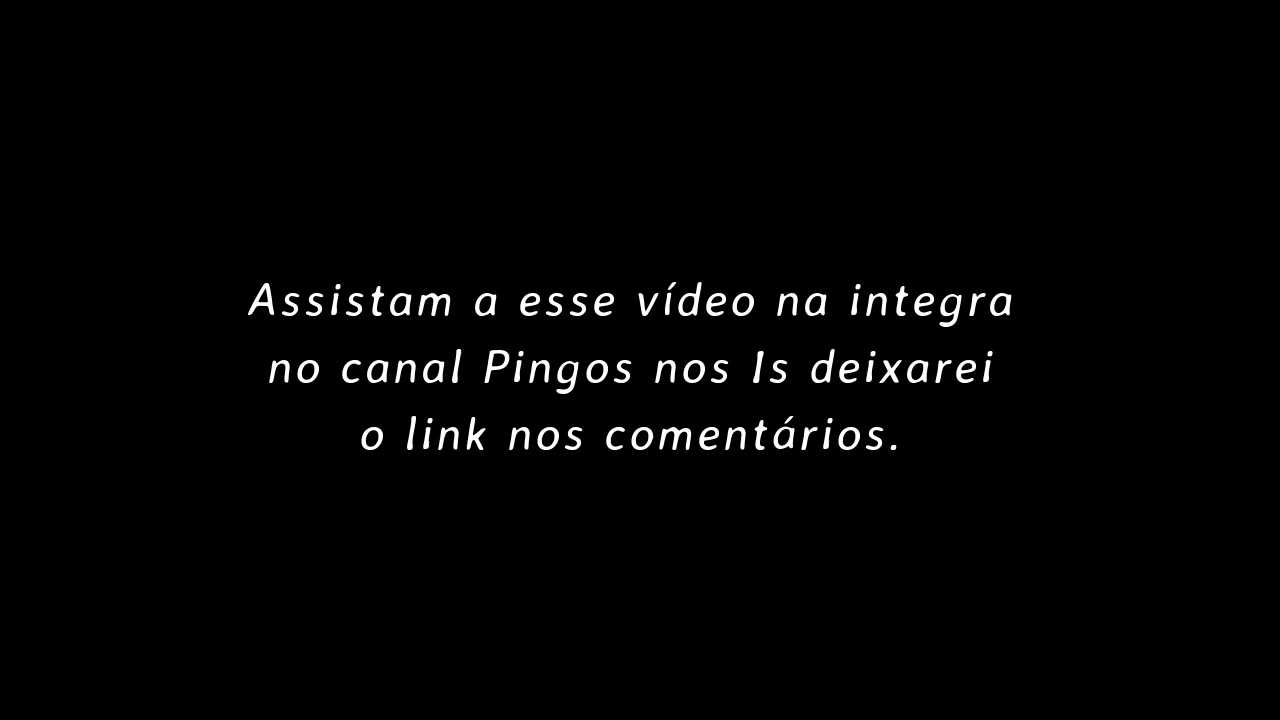 Assistam a esse vídeo na integra
no canal Pingos nos Is deixarei
o link nos comentários.